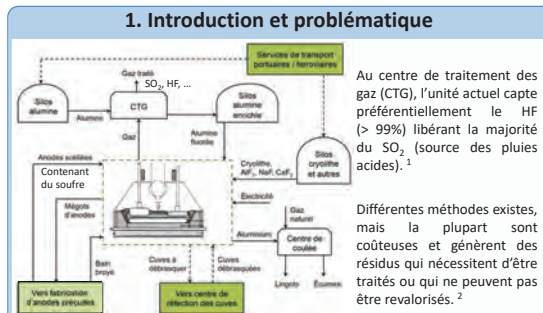 1. Introduction et problématique
Services de transport
portuaires / ferroviaires
Gaz traité
SO2, HF, ...
Silos
alumine
CTG
Silos
alumine
enrichie
Alumine
Gaz
Alumine
fluorée
Silos
cryolithe
et autres
Anodes scellées
Contenant
du soufre
Mégots
d'anodes
Bain
broyé
Cryolithe,
AlF3, NaF, CaF2
Électricité
Gaz
naturel
Aluminium
Centre de
coulée
Cuves à
débrasquer
Cuves
débrasquées
Lingots
Écumes
Vers fabrication
d'anodes précuites
Vers centre de
réfection des cuves
Au centre de traitement des
gaz (CTG), l'unité actuel capte
préférentiellement le HF
(> 99%) libérant la majorité
du SO2 (source des pluies
acides). 1
Différentes méthodes existes,
mais la plupart sont
coûteuses et génèrent des
résidus qui nécessitent d'être
traités ou qui ne peuvent pas
être revalorisés. 2